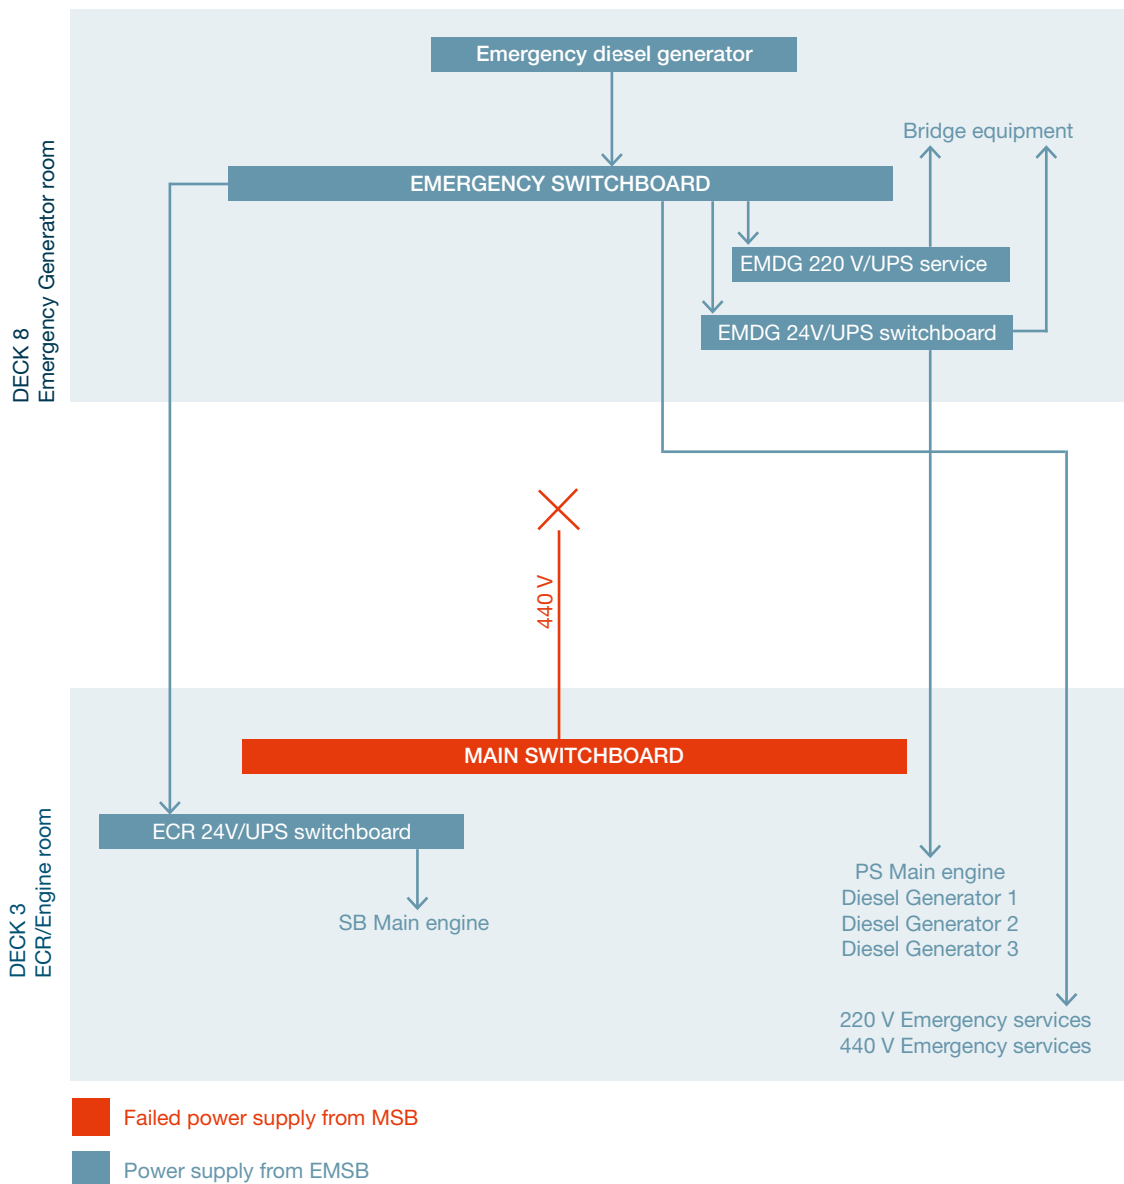 Emergency diesel generator
Bridge equipment
EMERGENCY SWITCHBOARD
EMDG 220 V/UPS service
EMDG 24V/UPS switchboard
DECK 8
Emergency Generator room
440 V
MAIN SWITCHBOARD
ECR 24V/UPS switchboard
SB Main engine
PS Main engine
Diesel Generator 1
Diesel Generator 2
Diesel Generator 3
220 V Emergency services
440 V Emergency services
DECK 3
ECR/Engine room
Failed power supply from MSB
Power supply from EMSB